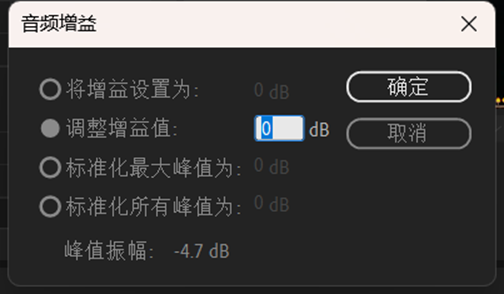 音频增益
将增益设置为: 0 dB 确定
调整增益值: 0 dB 取消
标准化最大峰值为: 0 dB
标准化所有峰值为: 0 dB
峰值振幅: -4.7 dB